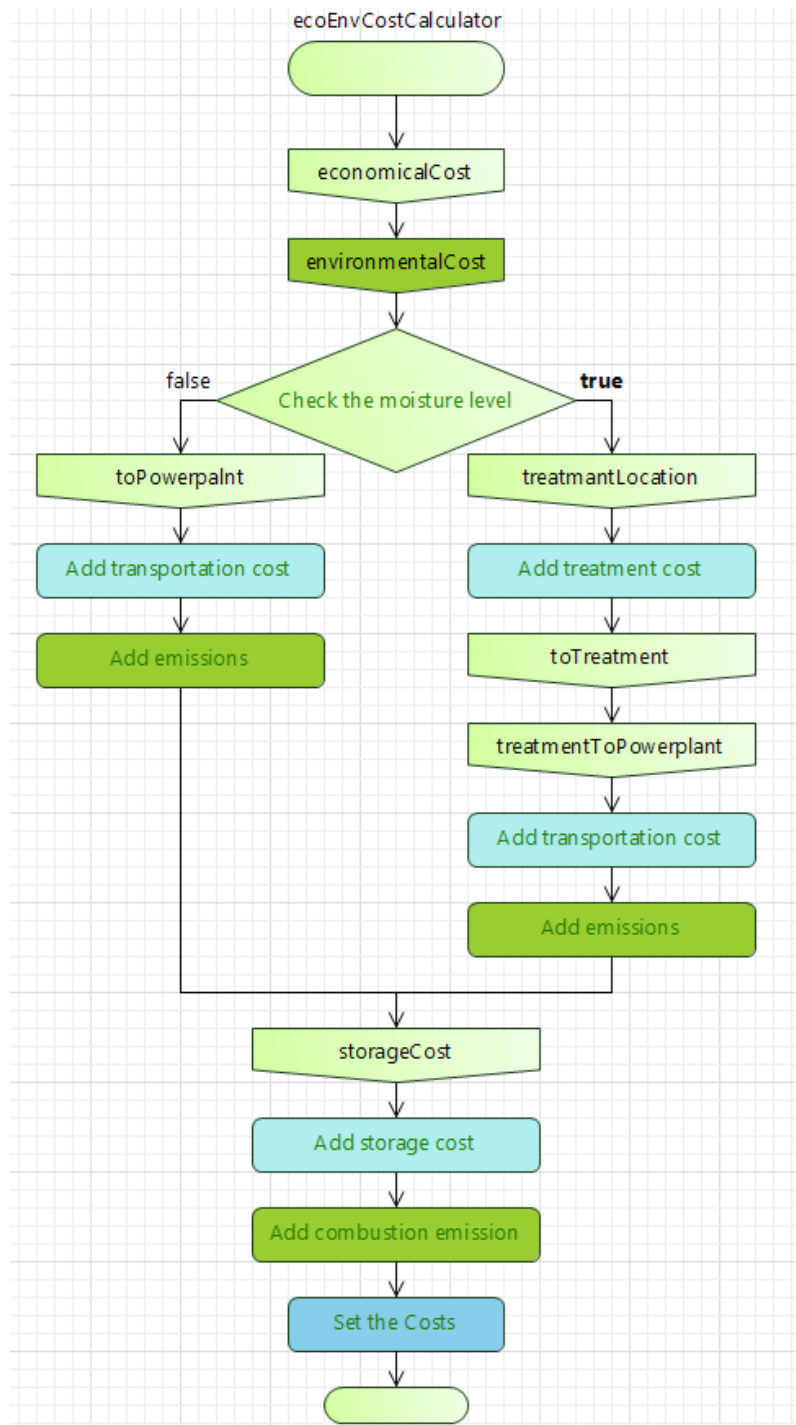 ecoEnvCostCalculator
economicalCost
environmentalCost
false
true
Check the moisture level
toPowerpalnt
treatmantLocation
Add transportation cost
Add treatment cost
Add emissions
toTreatment
treatmentToPowerplant
Add transportation cost
Add emissions
storageCost
Add storage cost
Add combustion emission
Set the Costs